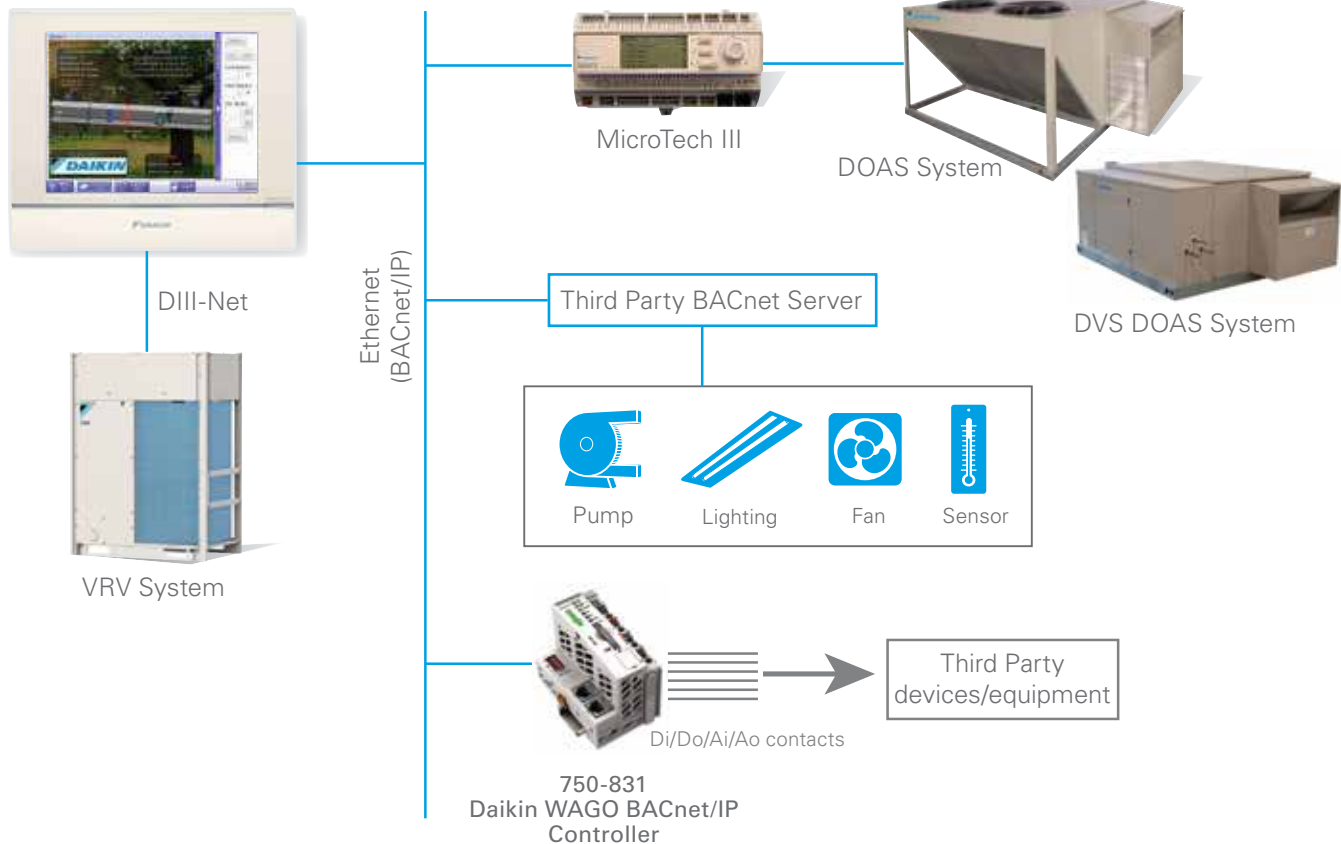 DAIKIN
DAIKIN
DIII-Net
VRV System
Ethernet
(BACnet/IP)
MicroTech III
DOAS System
DVS DOAS System
Third Party BACnet Server
Pump
Lighting
Fan
Sensor
Di/Do/Ai/Ao contacts
Third Party
devices/equipment
750-831
Daikin WAGO BACnet/IP
Controller